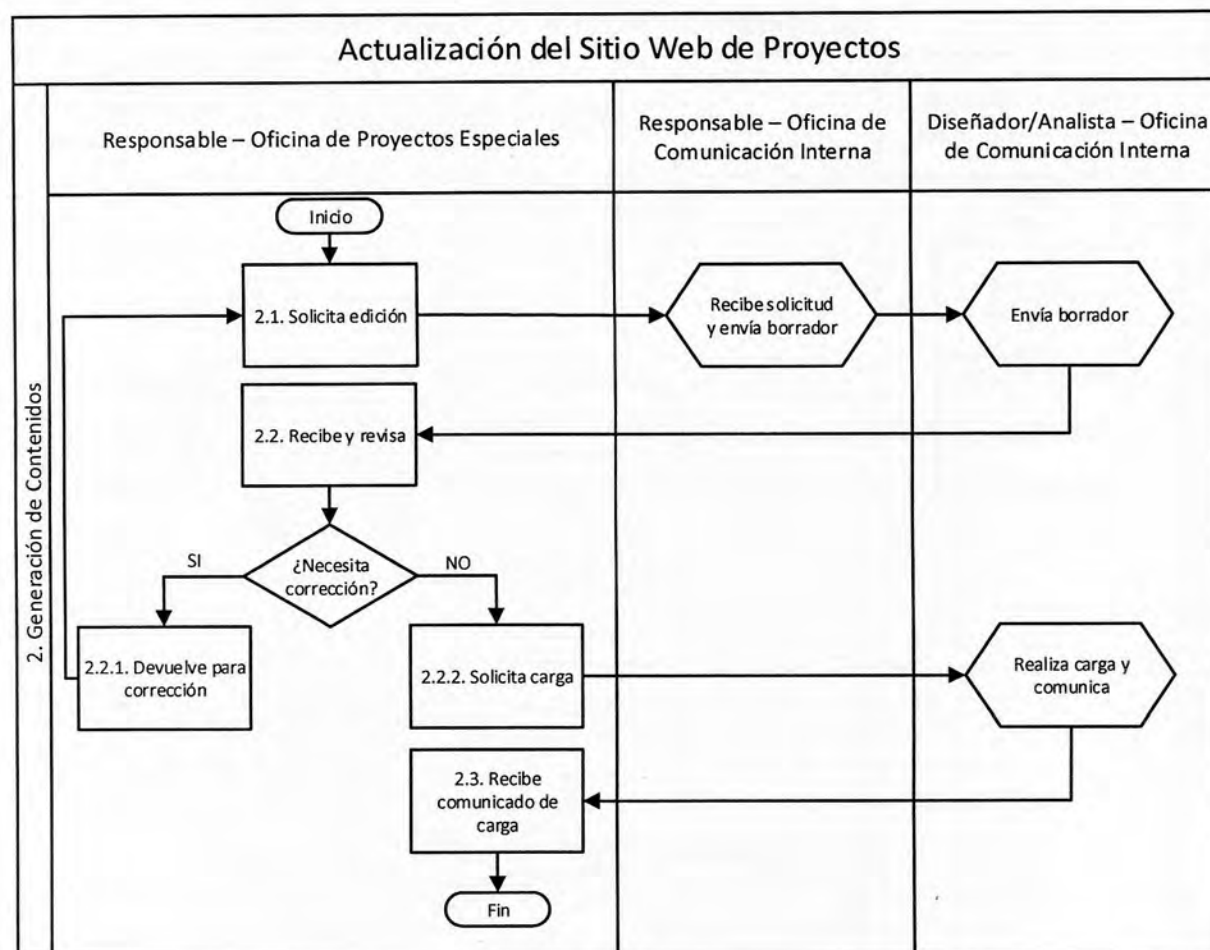 Actualización del Sitio Web de Proyectos
Responsable – Oficina de Proyectos Especiales
Responsable – Oficina de
Comunicación Interna
Diseñador/Analista – Oficina
de Comunicación Interna
2. Generación de Contenidos
Inicio
2.1. Solicita edición
Recibe solicitud
y envía borrador
Envía borrador
2.2. Recibe y revisa
¿Necesita
corrección?
SI
NO
2.2.1. Devuelve para
corrección
2.2.2. Solicita carga
Realiza carga y
comunica
2.3. Recibe
comunicado de
carga
Fin